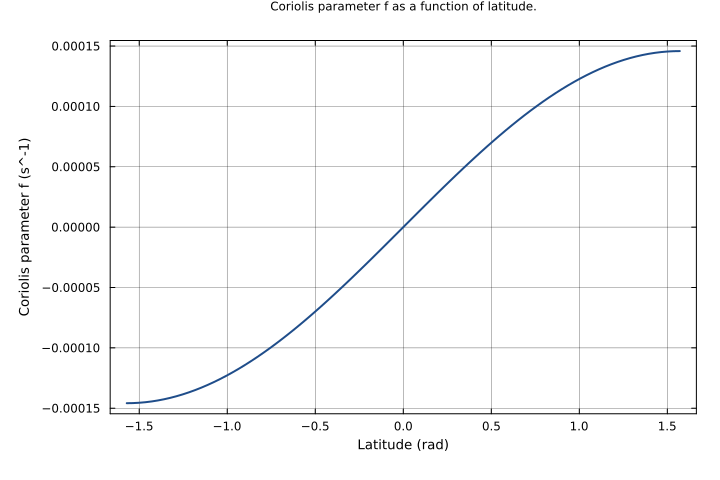 Coriolis parameter f as a function of latitude.
0.00015
0.00010
0.00005
0.00000
−0.00005
−0.00010
−0.00015
Coriolis parameter f (s^-1)
−1.5 −1.0 −0.5 0.0 0.5 1.0 1.5
Latitude (rad)